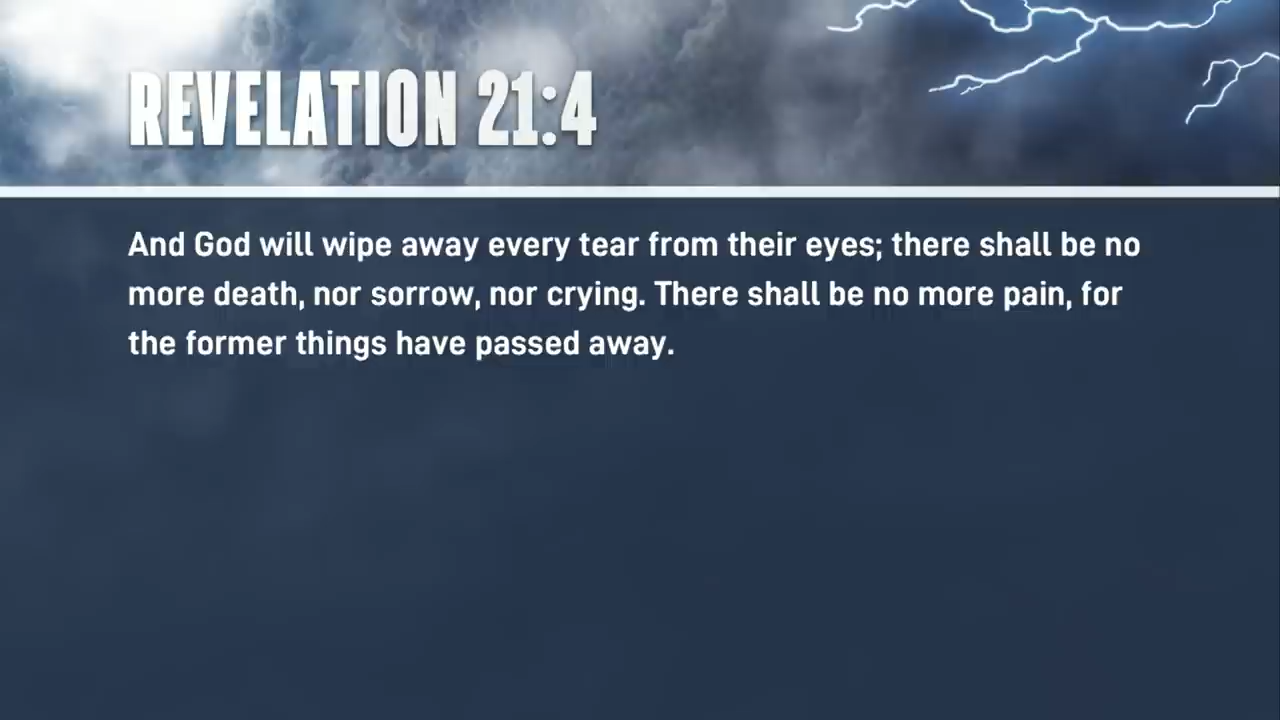 REVELATION 21:4
And God will wipe away every tear from their eyes; there shall be no
more death, nor sorrow, nor crying. There shall be no more pain, for
the former things have passed away.